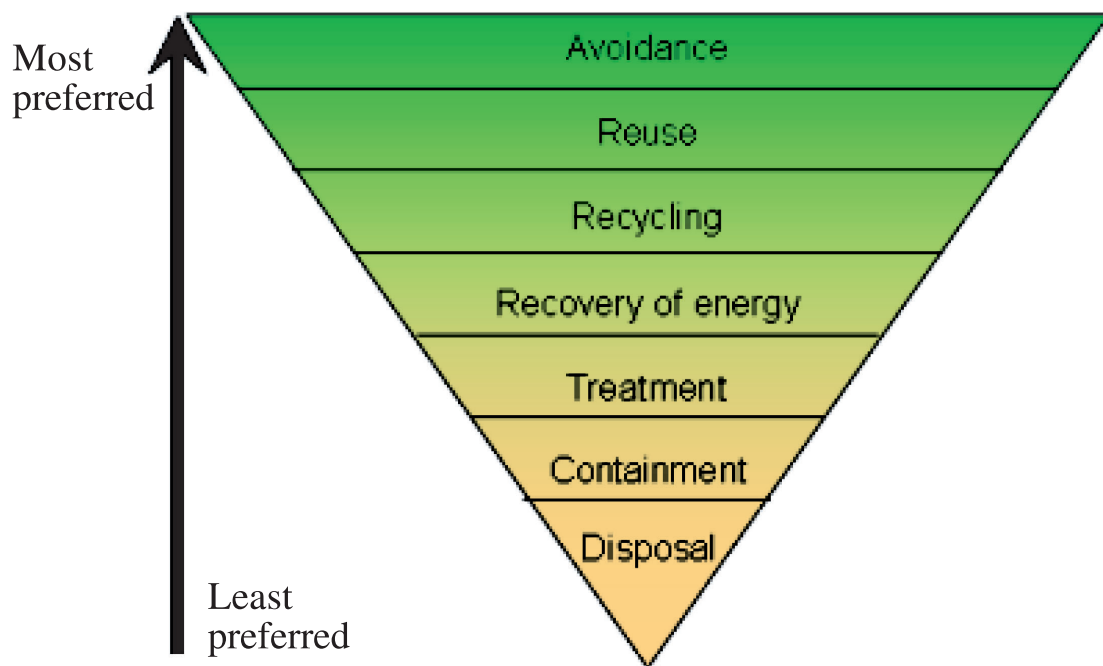 Most
preferred
Avoidance
Reuse
Recycling
Recovery of energy
Treatment
Containment
Disposal
Least
preferred